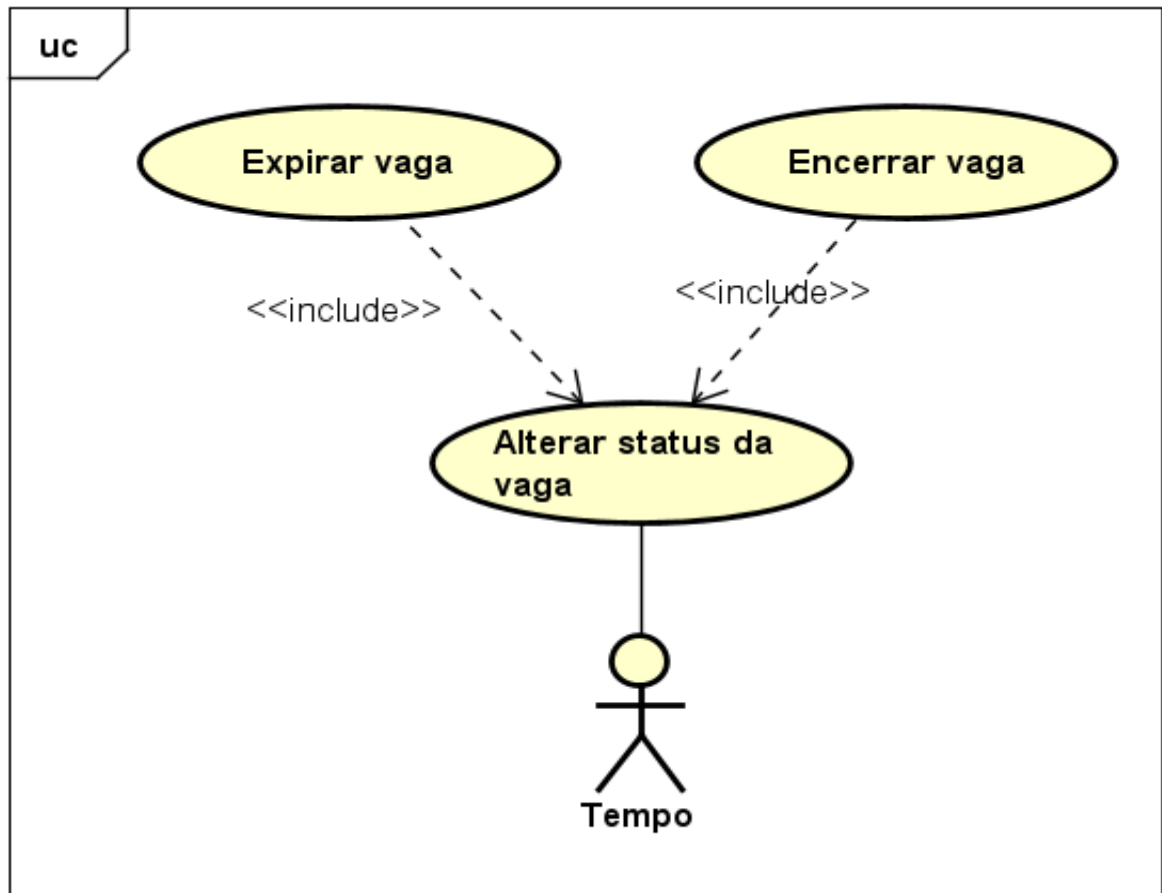 uc
Expirar vaga
Encerrar vaga
<<include>>
<<include>>
Alterar status da
vaga
Tempo